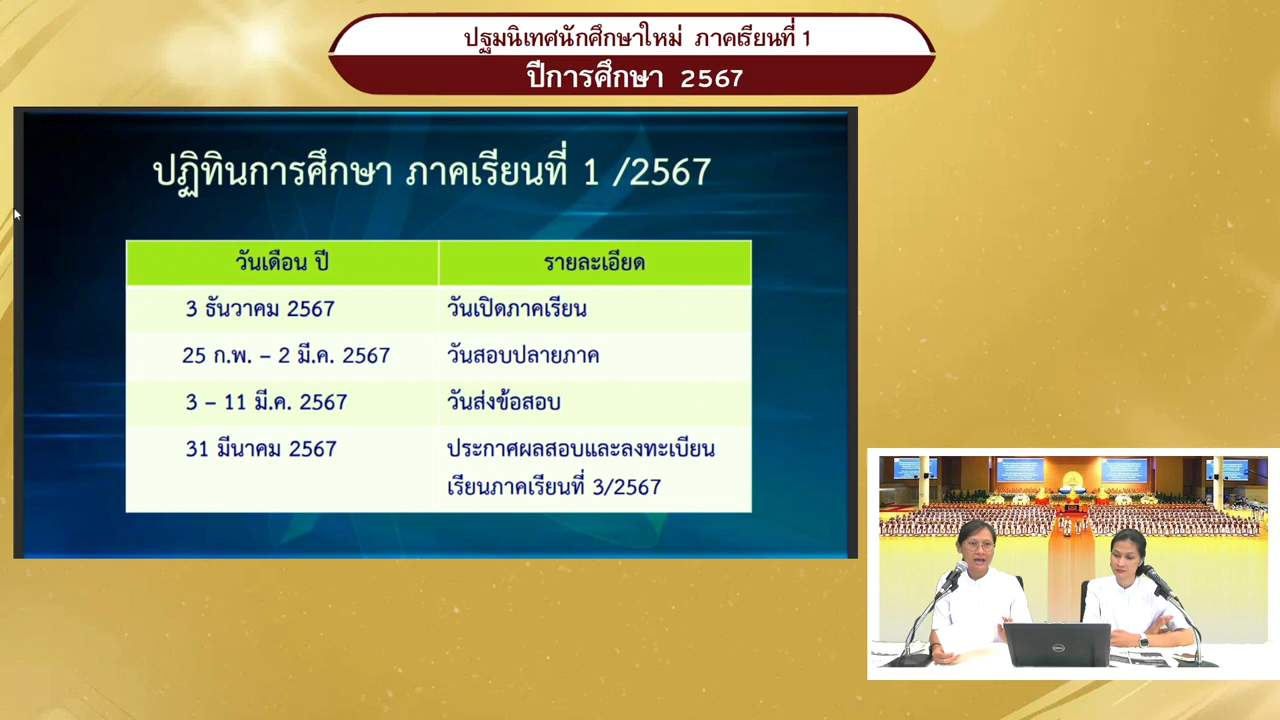 ปฐมนิเทศนักศึกษาใหม่ ภาคเรียนที่ 1
ปีการศึกษา 2567
ปฏิทินการศึกษา ภาคเรียนที่ 1 /2567
วันเดือน ปี รายละเอียด
3 ธันวาคม 2567 วันเปิดภาคเรียน
25 ก.พ. – 2 มี.ค. 2567 วันสอบปลายภาค
3 – 11 มี.ค. 2567 วันส่งข้อสอบ
31 มีนาคม 2567 ประกาศผลสอบและลงทะเบียน
เรียนภาคเรียนที่ 3/2567
DELL